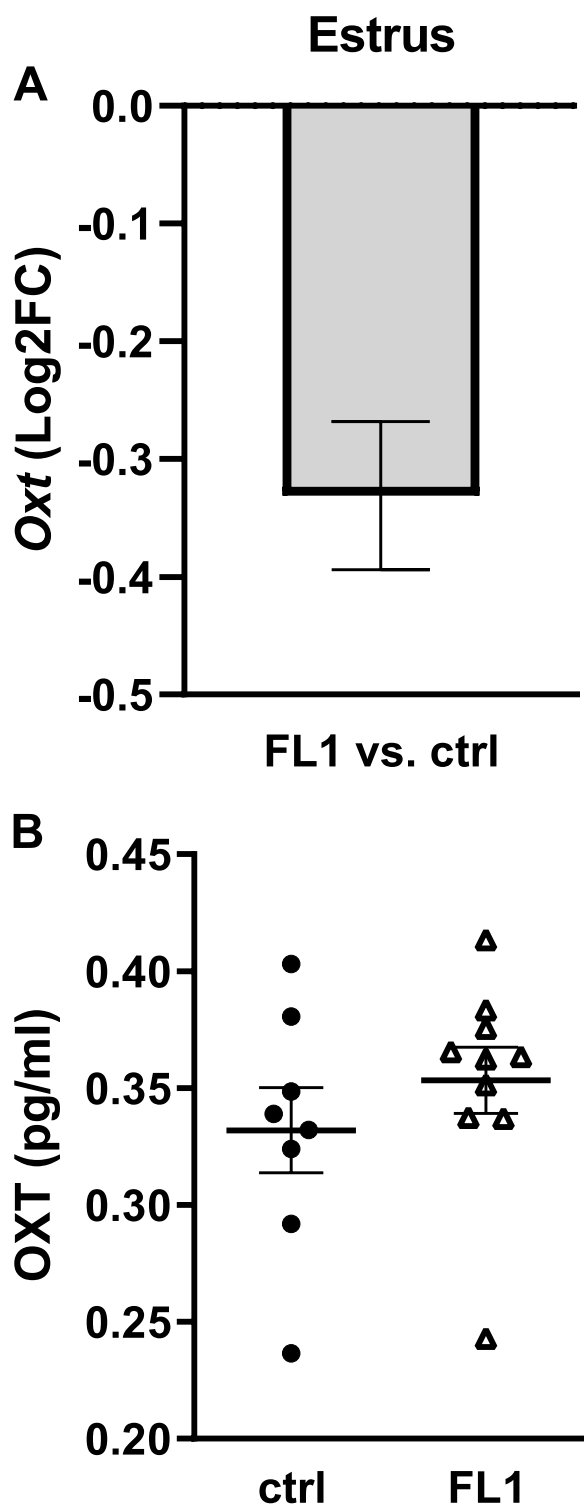 Estrus
A
0.0
-0.1
-0.2
-0.3
-0.4
-0.5
Oxt (Log2FC)
FL1 vs. ctrl
B
0.45
0.40
0.35
0.30
0.25
0.20
OXT (pg/ml)
ctrl FL1